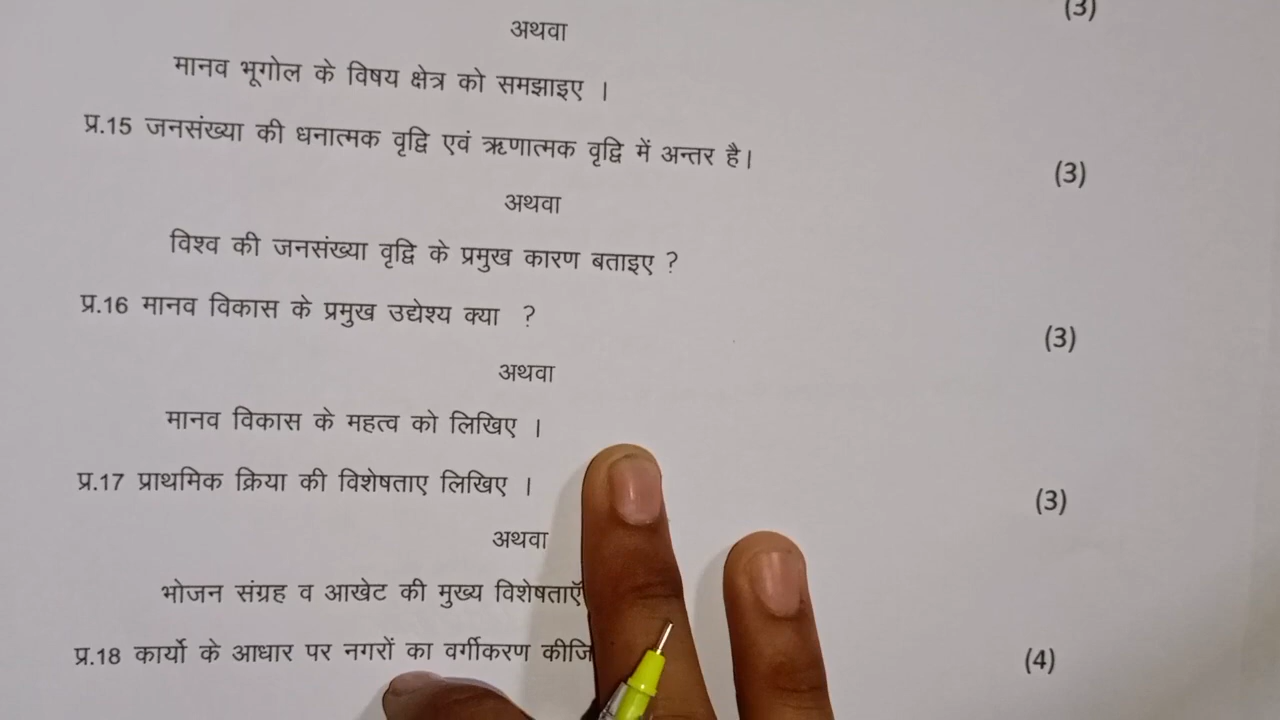 (3)
अथवा
मानव भूगोल के विषय क्षेत्र को समझाइए ।
प्र.15 जनसंख्या की धनात्मक वृद्वि एवं ऋणात्मक वृद्वि में अन्तर है। (3)
अथवा
विश्व की जनसंख्या वृद्वि के प्रमुख कारण बताइए ?
प्र.16 मानव विकास के प्रमुख उद्येश्य क्या ? (3)
अथवा
मानव विकास के महत्व को लिखिए ।
प्र.17 प्राथमिक क्रिया की विशेषताए लिखिए । (3)
अथवा
भोजन संग्रह व आखेट की मुख्य विशेषताऍ
प्र.18 कार्यो के आधार पर नगरों का वर्गीकरण कीजि (4)